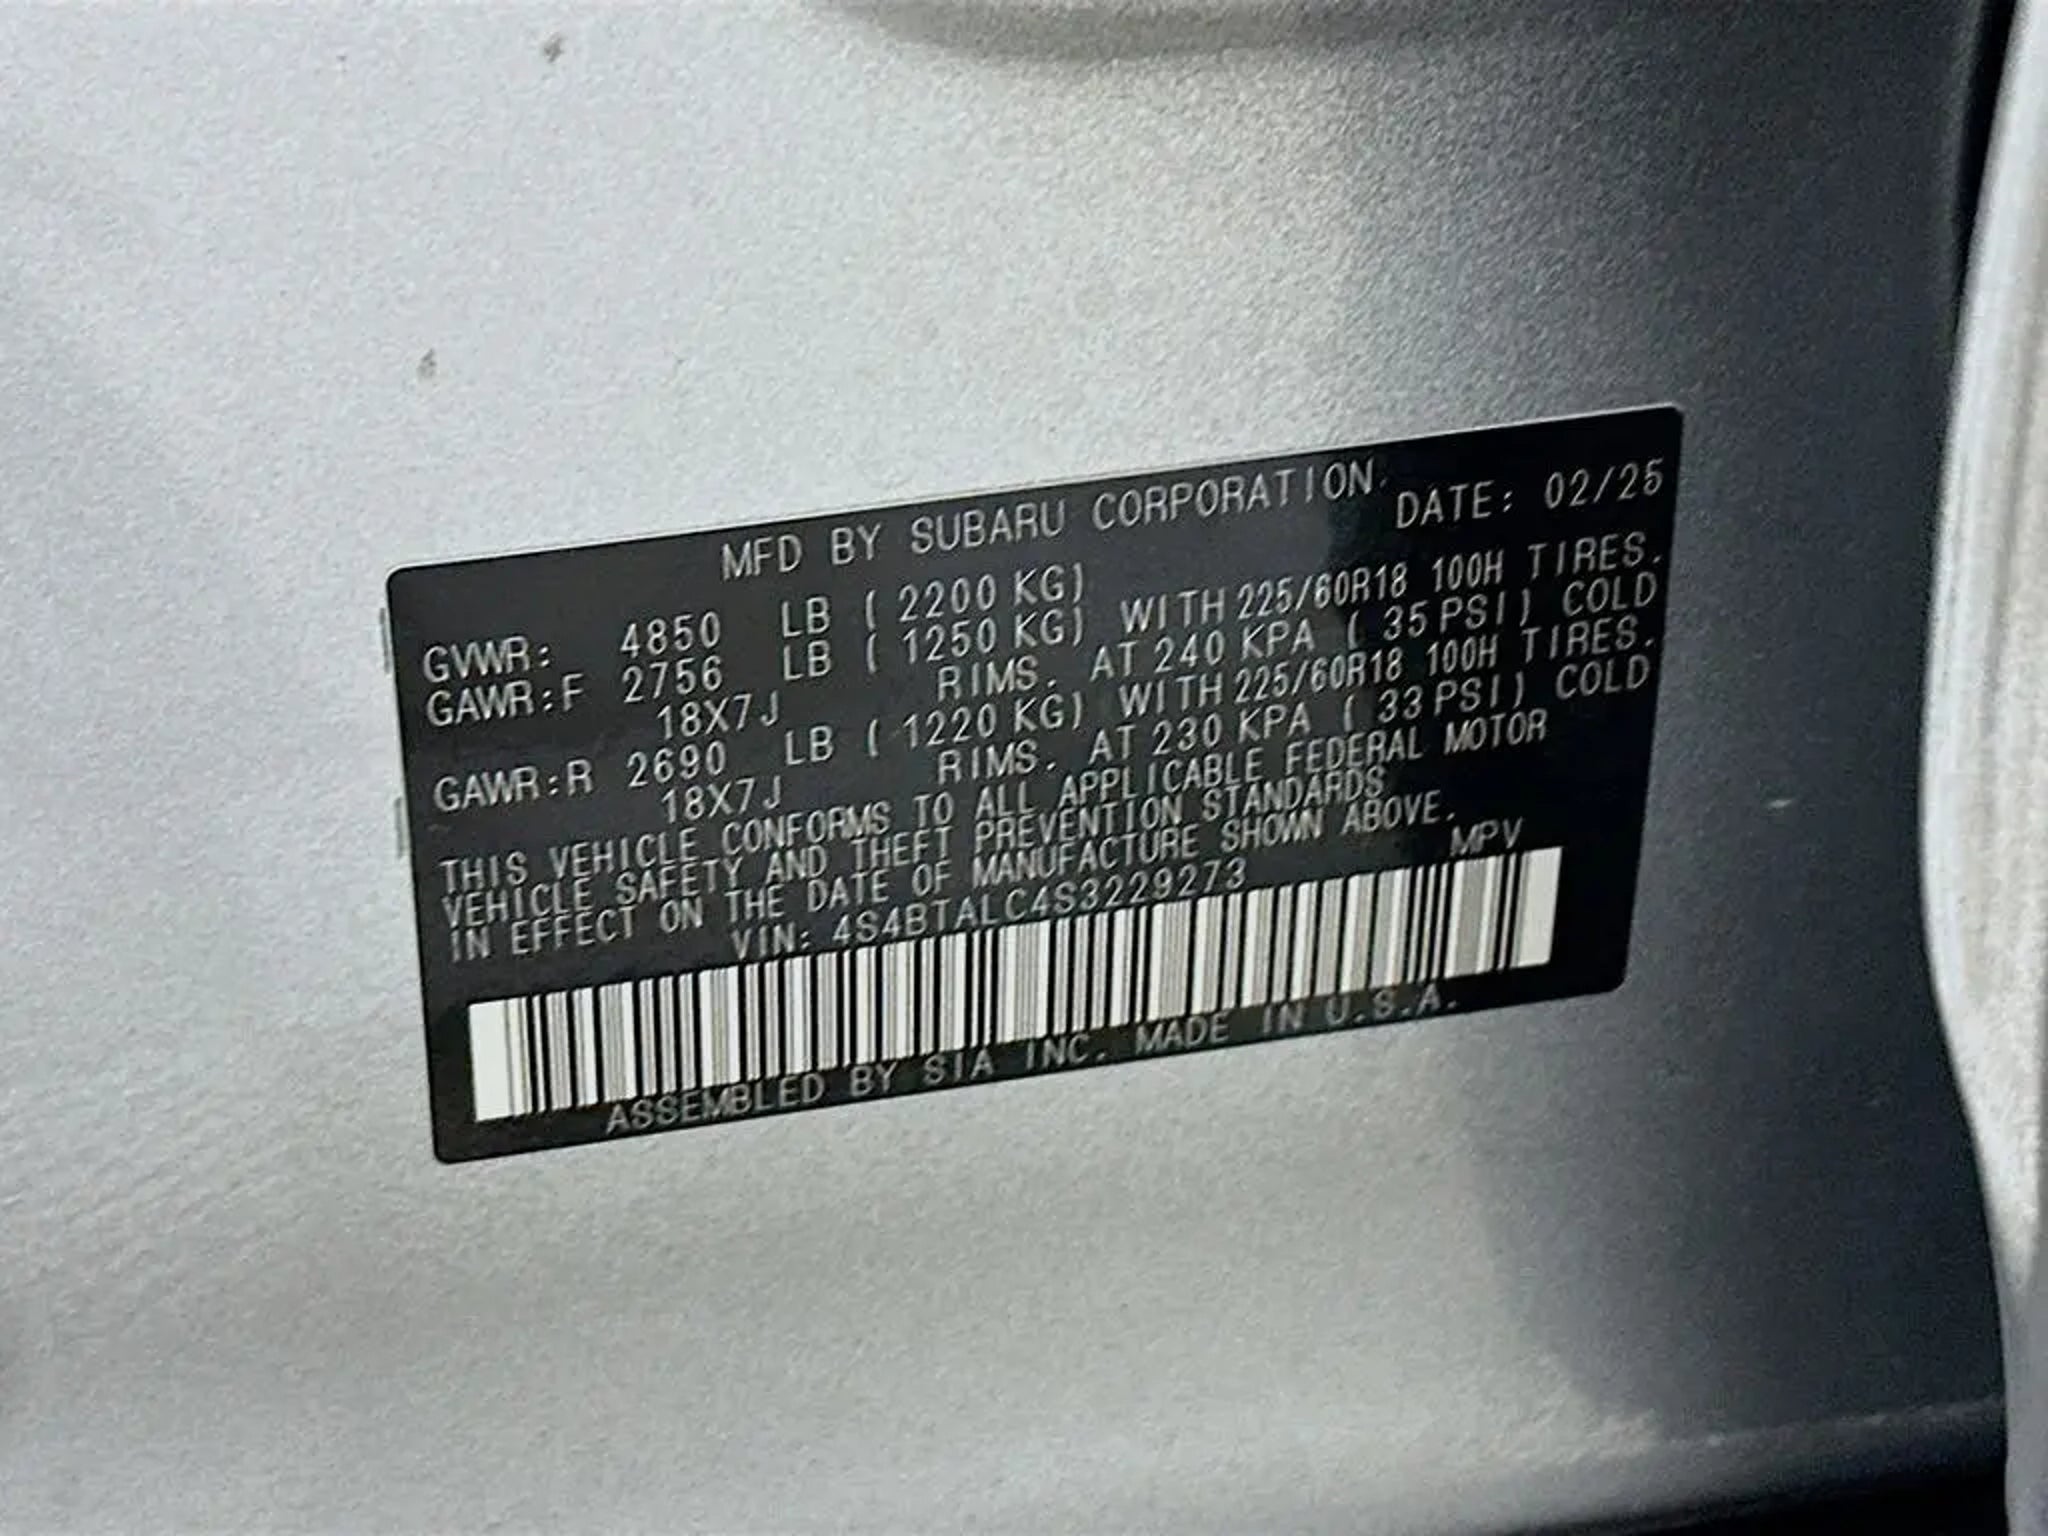 MFD BY SUBARU CORPORATION. DATE: 02/25
GVWR: 4850 LB ( 2200 KG)
GAWR:F 2756 LB ( 1250 KG) WITH 225/60R18 100H TIRES.
18X7J RIMS. AT 240 KPA ( 35 PSI) COLD
GAWR:R 2690 LB ( 1220 KG) WITH 225/60R18 100H TIRES.
18X7J RIMS. AT 230 KPA ( 33 PSI) COLD
THIS VEHICLE CONFORMS TO ALL APPLICABLE FEDERAL MOTOR
VEHICLE SAFETY AND THEFT PREVENTION STANDARDS
IN EFFECT ON THE DATE OF MANUFACTURE SHOWN ABOVE.
VIN: 4S4BTALC4S3229273 MPV
ASSEMBLED BY SIA INC. MADE IN U.S.A.